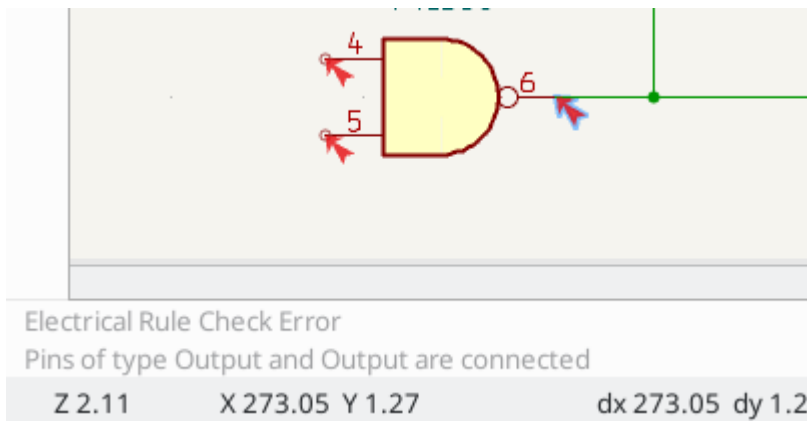 4
6
5
Electrical Rule Check Error
Pins of type Output and Output are connected
Z 2.11 X 273.05 Y 1.27 dx 273.05 dy 1.2